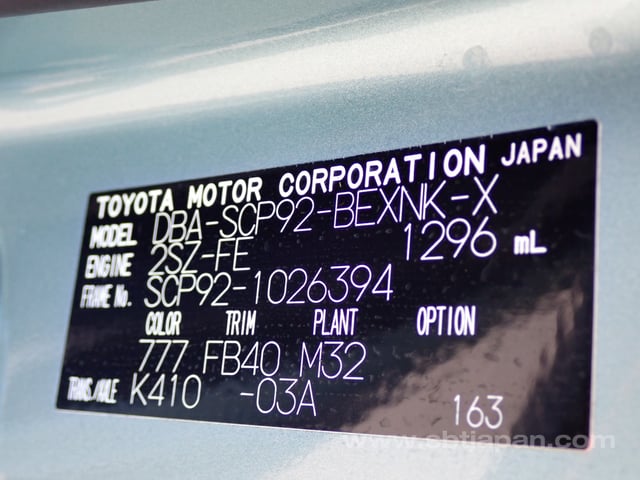 TOYOTA MOTOR CORPORATION JAPAN
MODEL DBA-SCP92-BEXNK-X
ENGINE 2SZ-FE 1296 mL
FRAME No. SCP92-1026394
COLOR TRIM PLANT OPTION
777 FB40 M32
TRANS/AXLE K410 -03A 163
www.sbtjapan.com